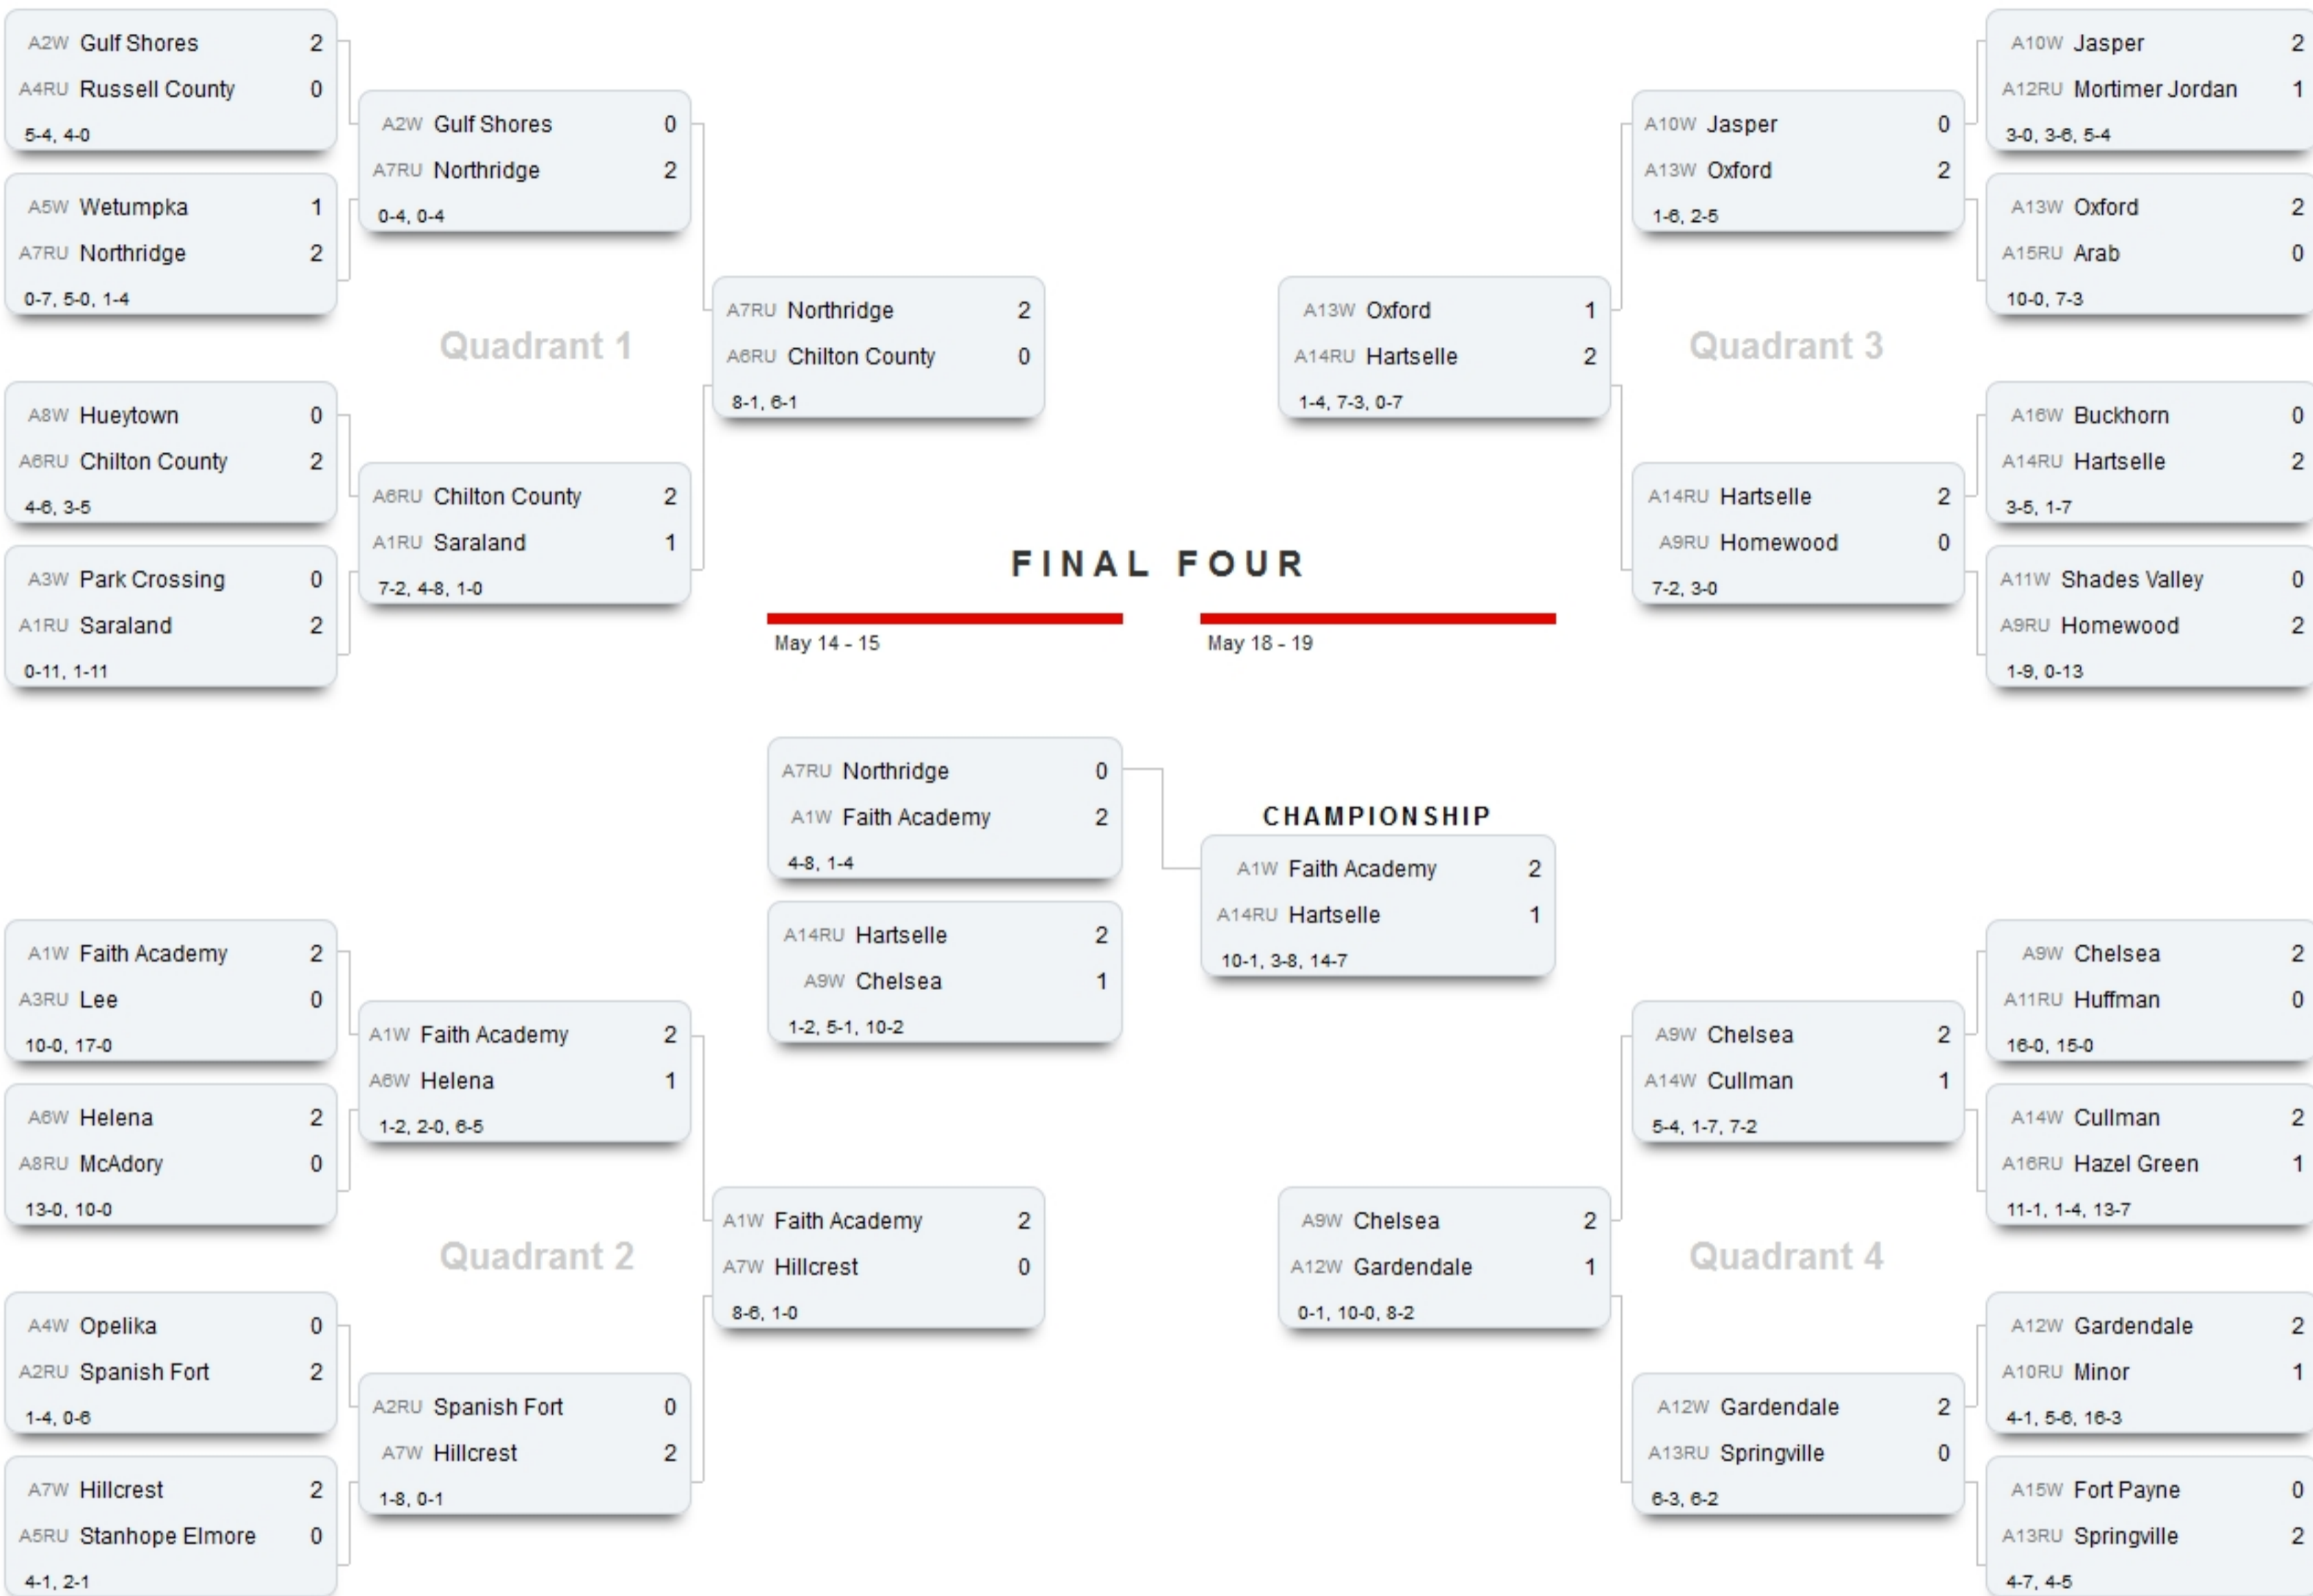 A2W Gulf Shores 2
A4RU Russell County 0
5-4, 4-0
A5W Wetumpka 1
A7RU Northridge 2
0-7, 5-0, 1-4
A2W Gulf Shores 0
A7RU Northridge 2
0-4, 0-4
Quadrant 1
A8W Hueytown 0
A6RU Chilton County 2
4-6, 3-5
A3W Park Crossing 0
A1RU Saraland 2
0-11, 1-11
A6RU Chilton County 2
A1RU Saraland 1
7-2, 4-8, 1-0
A7RU Northridge 2
A6RU Chilton County 0
8-1, 6-1
A13W Oxford 1
A14RU Hartselle 2
1-4, 7-3, 0-7
A10W Jasper 0
A13W Oxford 2
1-6, 2-5
Quadrant 3
A14RU Hartselle 2
A9RU Homewood 0
7-2, 3-0
A10W Jasper 2
A12RU Mortimer Jordan 1
3-0, 3-6, 5-4
A13W Oxford 2
A15RU Arab 0
10-0, 7-3
A16W Buckhorn 0
A14RU Hartselle 2
3-5, 1-7
A11W Shades Valley 0
A9RU Homewood 2
1-9, 0-13
FINAL FOUR
May 14 - 15
May 18 - 19
A7RU Northridge 0
A1W Faith Academy 2
4-8, 1-4
A14RU Hartselle 2
A9W Chelsea 1
1-2, 5-1, 10-2
CHAMPIONSHIP
A1W Faith Academy 2
A14RU Hartselle 1
10-1, 3-8, 14-7
A1W Faith Academy 2
A3RU Lee 0
10-0, 17-0
A6W Helena 2
A8RU McAdory 0
13-0, 10-0
A1W Faith Academy 2
A6W Helena 1
1-2, 2-0, 6-5
Quadrant 2
A4W Opelika 0
A2RU Spanish Fort 2
1-4, 0-6
A7W Hillcrest 2
A5RU Stanhope Elmore 0
4-1, 2-1
A2RU Spanish Fort 0
A7W Hillcrest 2
1-8, 0-1
A1W Faith Academy 2
A7W Hillcrest 0
8-6, 1-0
A9W Chelsea 2
A12W Gardendale 1
0-1, 10-0, 8-2
A9W Chelsea 2
A14W Cullman 1
5-4, 1-7, 7-2
Quadrant 4
A12W Gardendale 2
A13RU Springville 0
6-3, 6-2
A9W Chelsea 2
A11RU Huffman 0
16-0, 15-0
A14W Cullman 2
A16RU Hazel Green 1
11-1, 1-4, 13-7
A12W Gardendale 2
A10RU Minor 1
4-1, 5-6, 16-3
A15W Fort Payne 0
A13RU Springville 2
4-7, 4-5